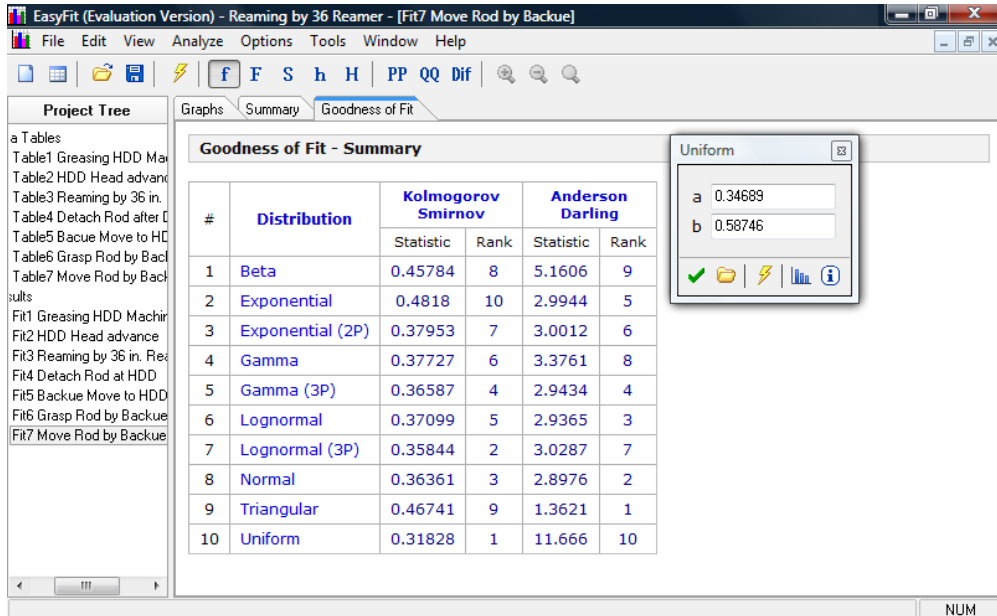 EasyFit (Evaluation Version) - Reaming by 36 Reamer - [Fit7 Move Rod by Backue]
File Edit View Analyze Options Tools Window Help
f F S h H PP QQ Dif
Project Tree
Graphs Summary Goodness of Fit
a Tables
Table1 Greasing HDD Ma
Table2 HDD Head advanc
Table3 Reaming by 36 in.
Table4 Detach Rod after D
Table5 Bacue Move to HD
Table6 Grasp Rod by Back
Table7 Move Rod by Back
sults
Fit1 Greasing HDD Machin
Fit2 HDD Head advance
Fit3 Reaming by 36 in. Rea
Fit4 Detach Rod at HDD
Fit5 Backue Move to HDD
Fit6 Grasp Rod by Backue
Fit7 Move Rod by Backue
Goodness of Fit - Summary
# Distribution Kolmogorov Smirnov Anderson Darling
Statistic Rank Statistic Rank
1 Beta 0.45784 8 5.1606 9
2 Exponential 0.4818 10 2.9944 5
3 Exponential (2P) 0.37953 7 3.0012 6
4 Gamma 0.37727 6 3.3761 8
5 Gamma (3P) 0.36587 4 2.9434 4
6 Lognormal 0.37099 5 2.9365 3
7 Lognormal (3P) 0.35844 2 3.0287 7
8 Normal 0.36361 3 2.8976 2
9 Triangular 0.46741 9 1.3621 1
10 Uniform 0.31828 1 11.666 10
Uniform
a 0.34689
b 0.58746
NUM